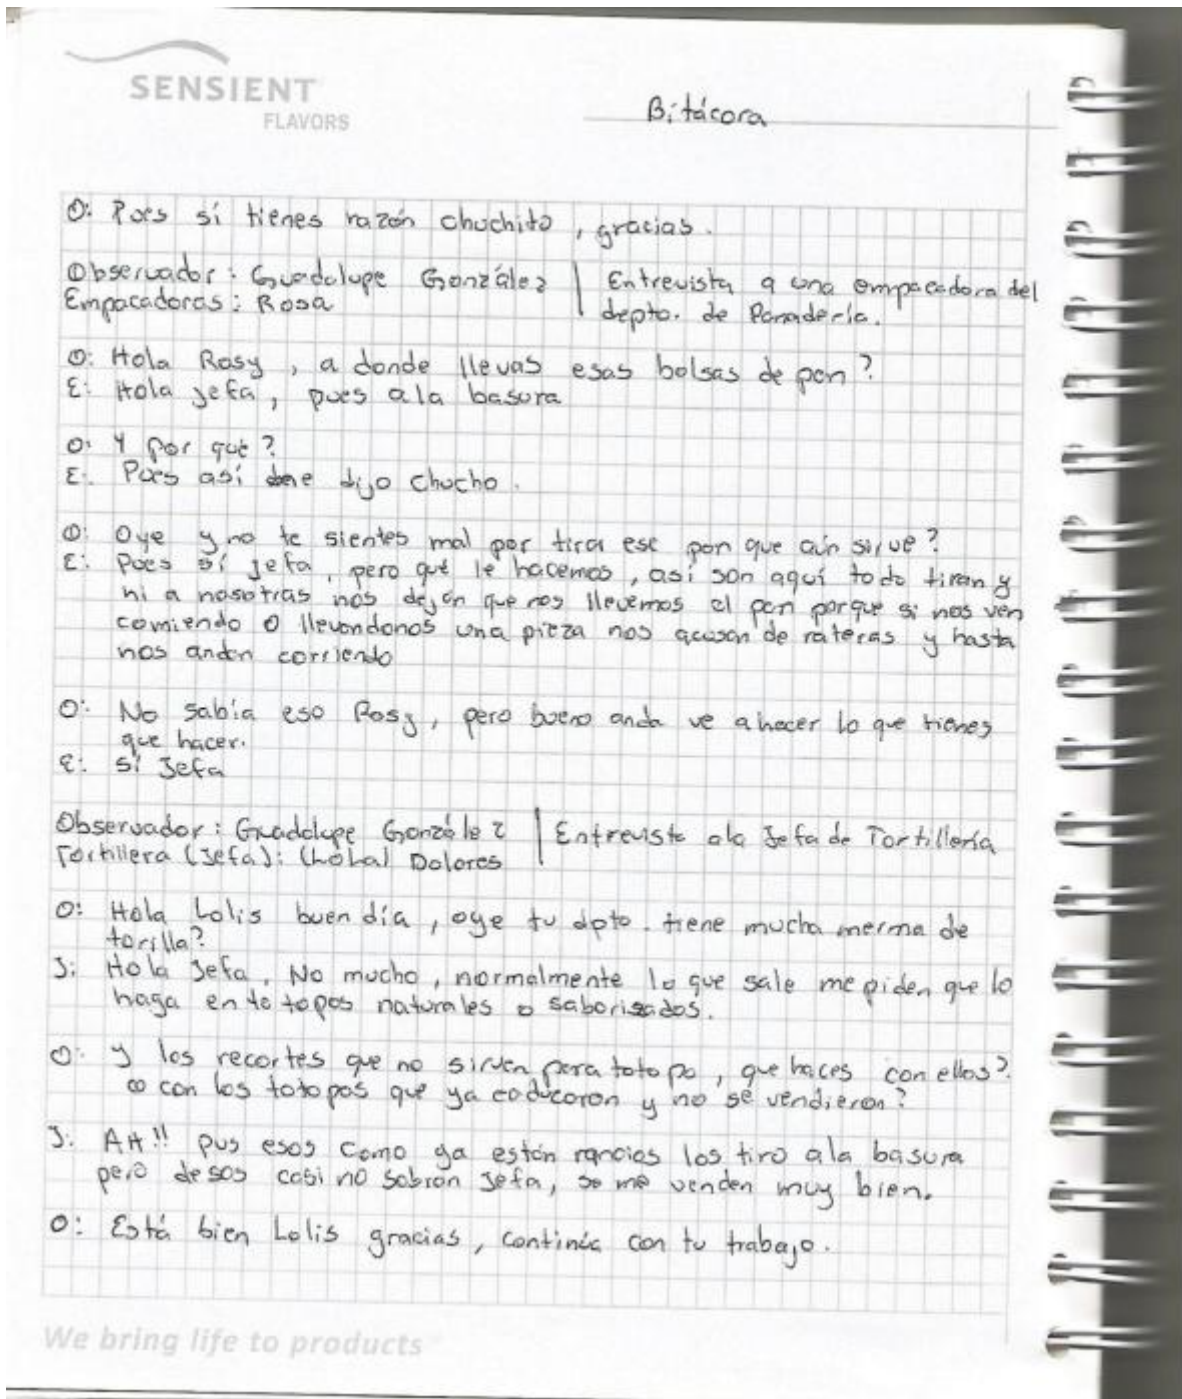 SENSIENT
FLAVORS
Bitácora
O: Pues sí tienes razón chuchito, gracias.
Observador: Guadalupe González | Entrevista a una empacadora del
Empacadoras: Rosa | depto. de Panadería.
O: Hola Rosy, a donde llevas esas bolsas de pan?
E: Hola jefa, pues ala basura
O: Y por qué?
E: Pues así me dijo chucho.
O: Oye y no te sientes mal por tirar ese pan que aún sirve?
E: Pues sí jefa, pero qué le hacemos, así son aquí todo tiran y
ni a nosotras nos dejan que nos llevemos el pan porque si nos ven
comiendo o llevandonos una pieza nos acusan de rateras y hasta
nos andan corriendo
O: No sabía eso Rosy, pero bueno anda ve a hacer lo que tienes
que hacer.
E: sí Jefa
Observador: Guadalupe González | Entrevista ala Jefa de Tortillería
Tortillera (Jefa): Dolores
O: Hola Lolis buen día, oye tu dpto. tiene mucha merma de
torilla?
J: Hola Jefa. No mucho, normalmente lo que sale me piden que lo
haga en totopos naturales o saborizados.
O: y los recortes que no sirven para totopo, que haces con ellos?
o con los totopos que ya caducaron y no se vendieron?
J: AH!! pus esos como ya están rancios los tiro ala basura
pero desos casi no sobran Jefa, se me venden muy bien.
O: Está bien Lolis gracias, continúa con tu trabajo.
We bring life to products